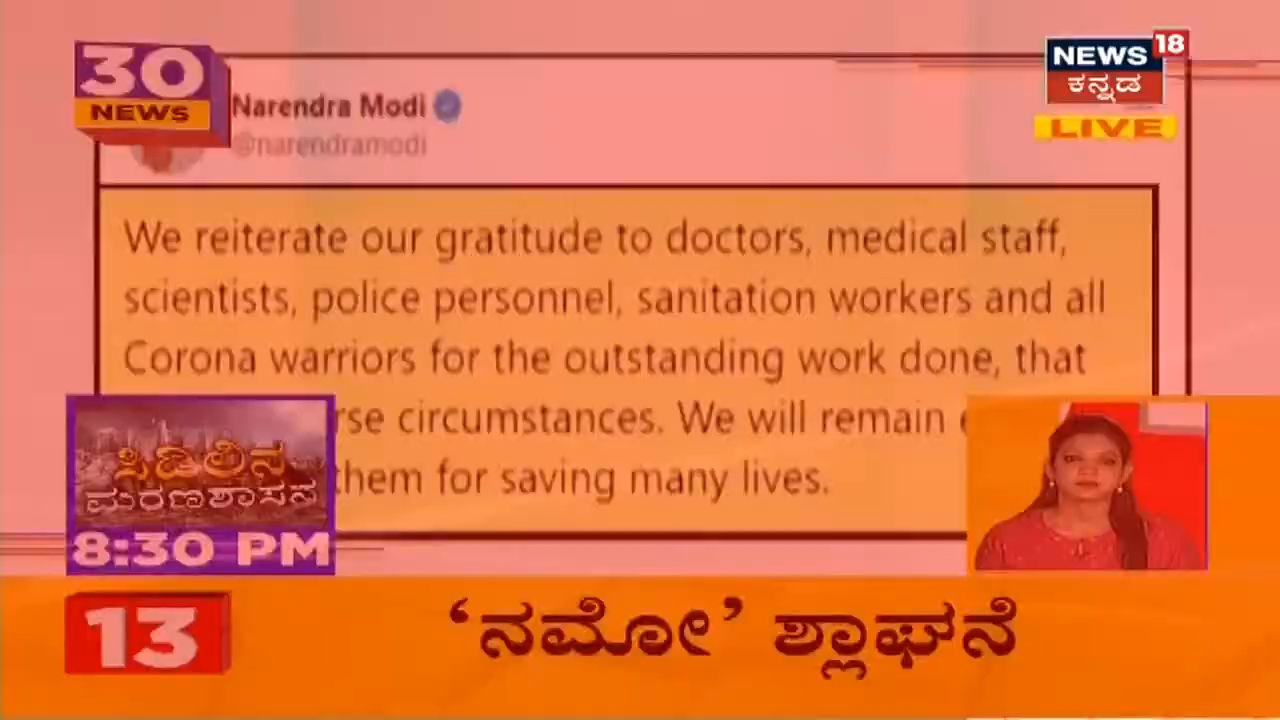 30
NEWS
NEWS 18
ಕನ್ನಡ
LIVE
Narendra Modi
@narendramodi
We reiterate our gratitude to doctors, medical staff,
scientists, police personnel, sanitation workers and all
Corona warriors for the outstanding work done, that
circumstances. We will remain
them for saving many lives.
ಸಿಡಿಲಿನ
ಮರಣಶಾಸನ
8:30 PM
13
‘ನಮೋ’ ಶ್ಲಾಘನೆ